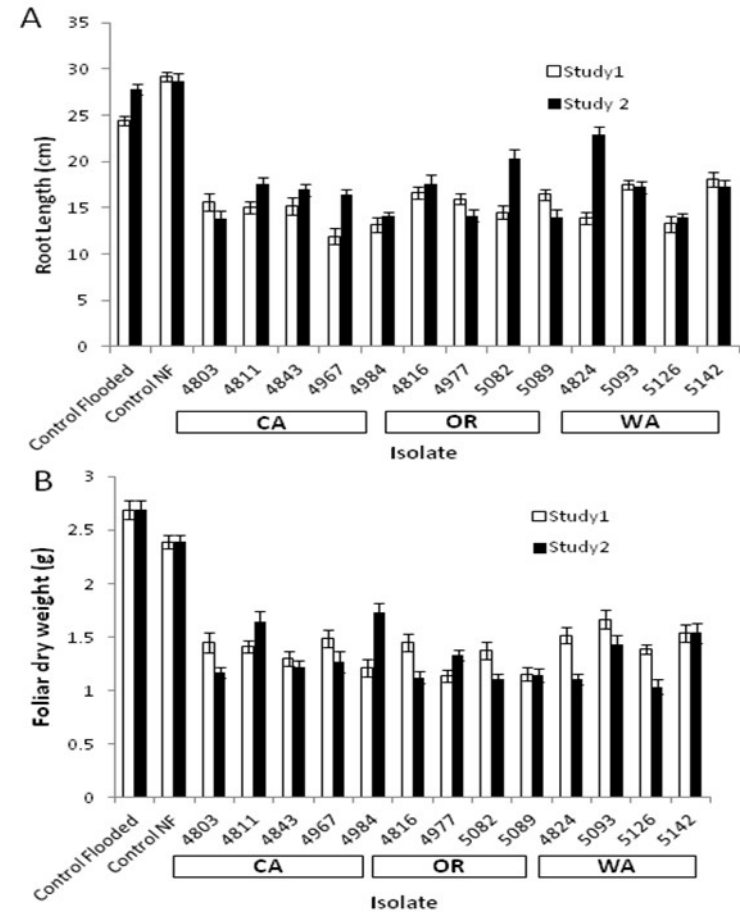 A
35
30
25
20
15
10
5
0
Root Length (cm)
Study1
Study 2
Control Flooded Control NF 4803 4811 4843 4967 4984 4816 4977 5082 5089 4824 5093 5126 5142
CA OR WA
Isolate
B
3
2.5
2
1.5
1
0.5
0
Foliar dry weight (g)
Study1
Study2
Control Flooded Control NF 4803 4811 4843 4967 4984 4816 4977 5082 5089 4824 5093 5126 5142
CA OR WA
Isolate